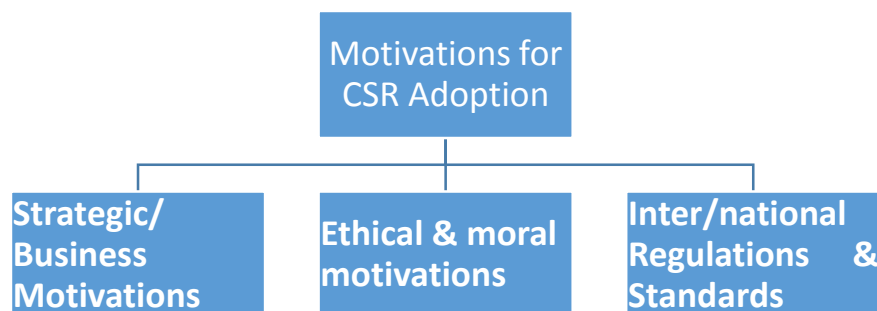 Motivations for
CSR Adoption
Strategic/
Business
Motivations
Ethical & moral
motivations
Inter/national
Regulations &
Standards